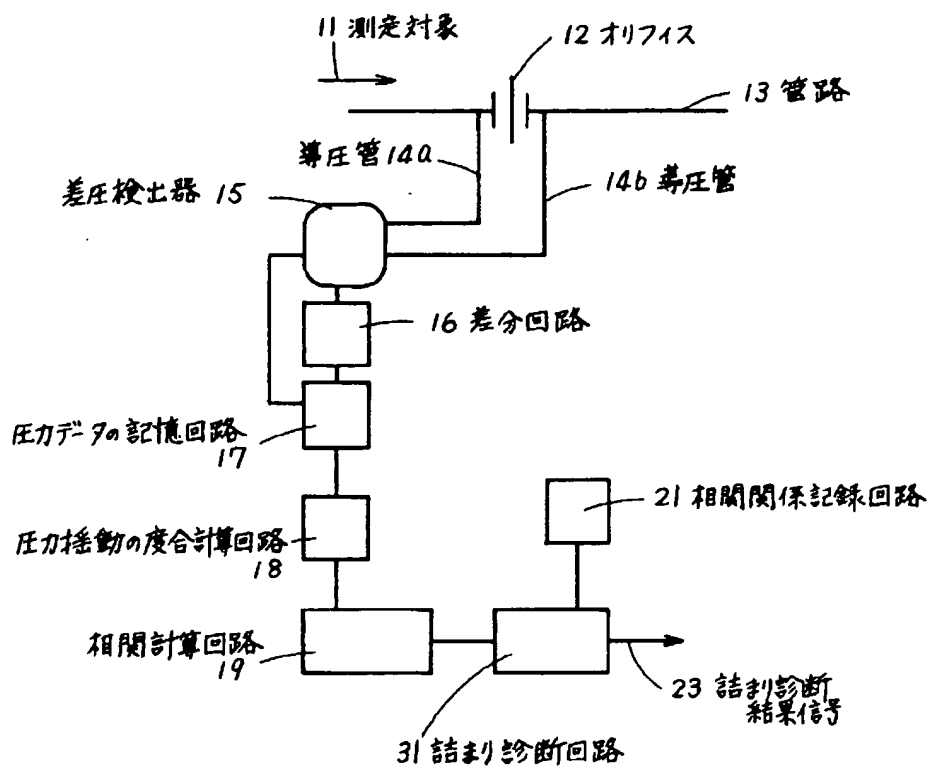 11 測定対象
12 オリフィス
13 管路
導圧管 14a
14b 導圧管
差圧検出器 15
16 差分回路
圧力データの記憶回路
17
21 相関関係記録回路
圧力揺動の度合計算回路
18
相関計算回路
19
23 詰まり診断
結果信号
31 詰まり診断回路